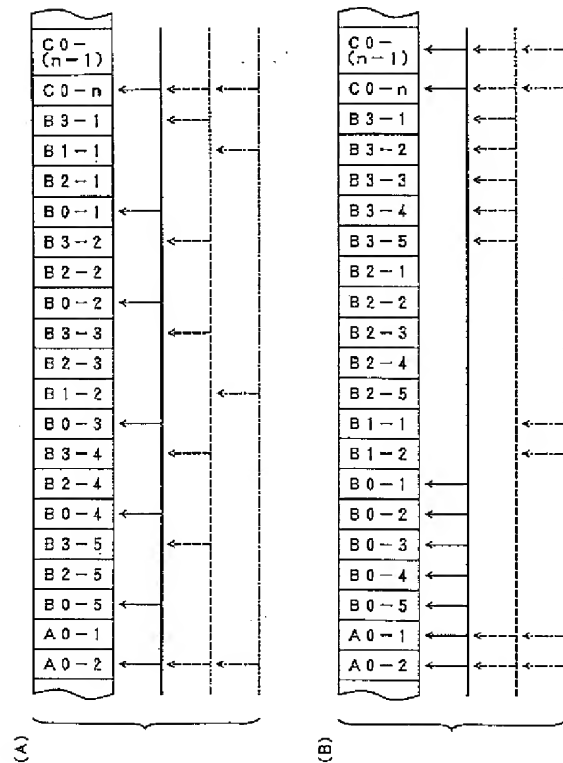 C0-
(n-1)
C0-n
B3-1
B1-1
B2-1
B0-1
B3-2
B2-2
B0-2
B3-3
B2-3
B1-2
B0-3
B3-4
B2-4
B0-4
B3-5
B2-5
B0-5
A0-1
A0-2
(A)
C0-
(n-1)
C0-n
B3-1
B3-2
B3-3
B3-4
B3-5
B2-1
B2-2
B2-3
B2-4
B2-5
B1-1
B1-2
B0-1
B0-2
B0-3
B0-4
B0-5
A0-1
A0-2
(B)